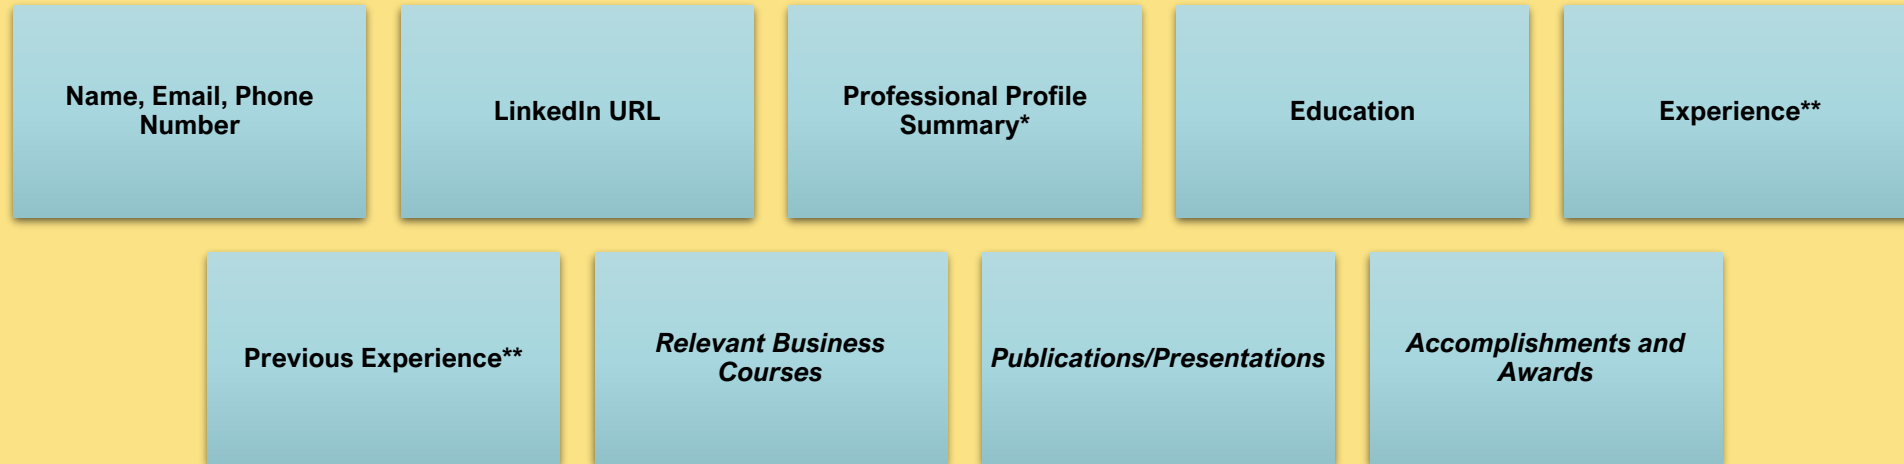 Name, Email, Phone
Number
LinkedIn URL
Professional Profile
Summary*
Education
Experience**
Previous Experience**
Relevant Business
Courses
Publications/Presentations
Accomplishments and
Awards